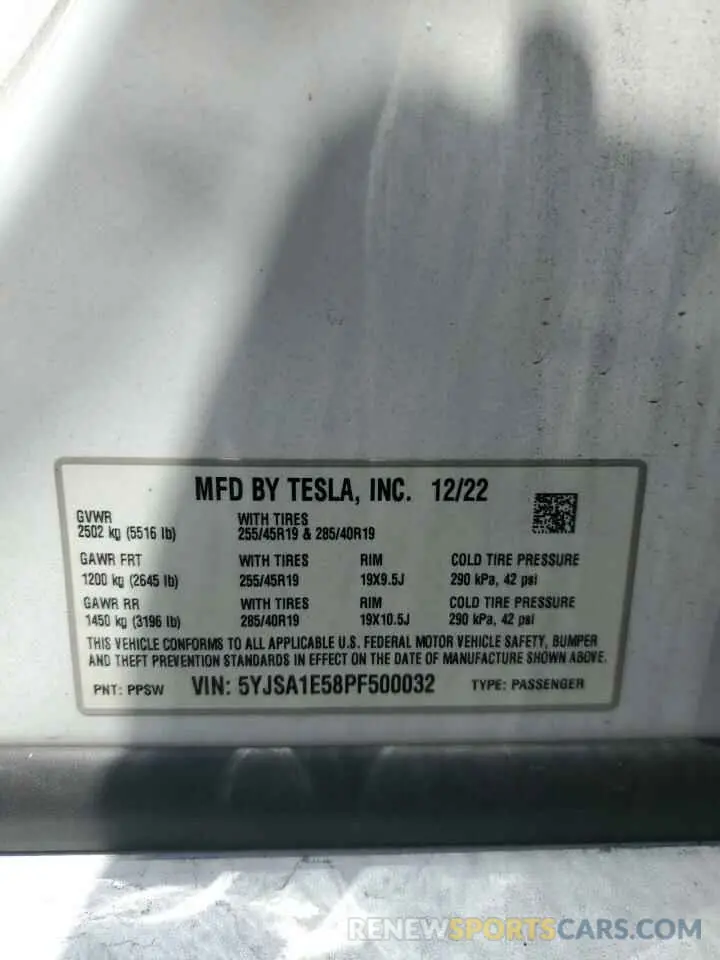 MFD BY TESLA, INC. 12/22
GVWR WITH TIRES
2502 kg (5516 lb) 255/45R19 & 285/40R19
GAWR FRT WITH TIRES RIM COLD TIRE PRESSURE
1200 kg (2645 lb) 255/45R19 19X9.5J 290 kPa, 42 psi
GAWR RR WITH TIRES RIM COLD TIRE PRESSURE
1450 kg (3196 lb) 285/40R19 19X10.5J 290 kPa, 42 psi
THIS VEHICLE CONFORMS TO ALL APPLICABLE U.S. FEDERAL MOTOR VEHICLE SAFETY, BUMPER
AND THEFT PREVENTION STANDARDS IN EFFECT ON THE DATE OF MANUFACTURE SHOWN ABOVE.
PNT: PPSW VIN: 5YJSA1E58PF500032 TYPE: PASSENGER
RENEWSPORTSCARS.COM